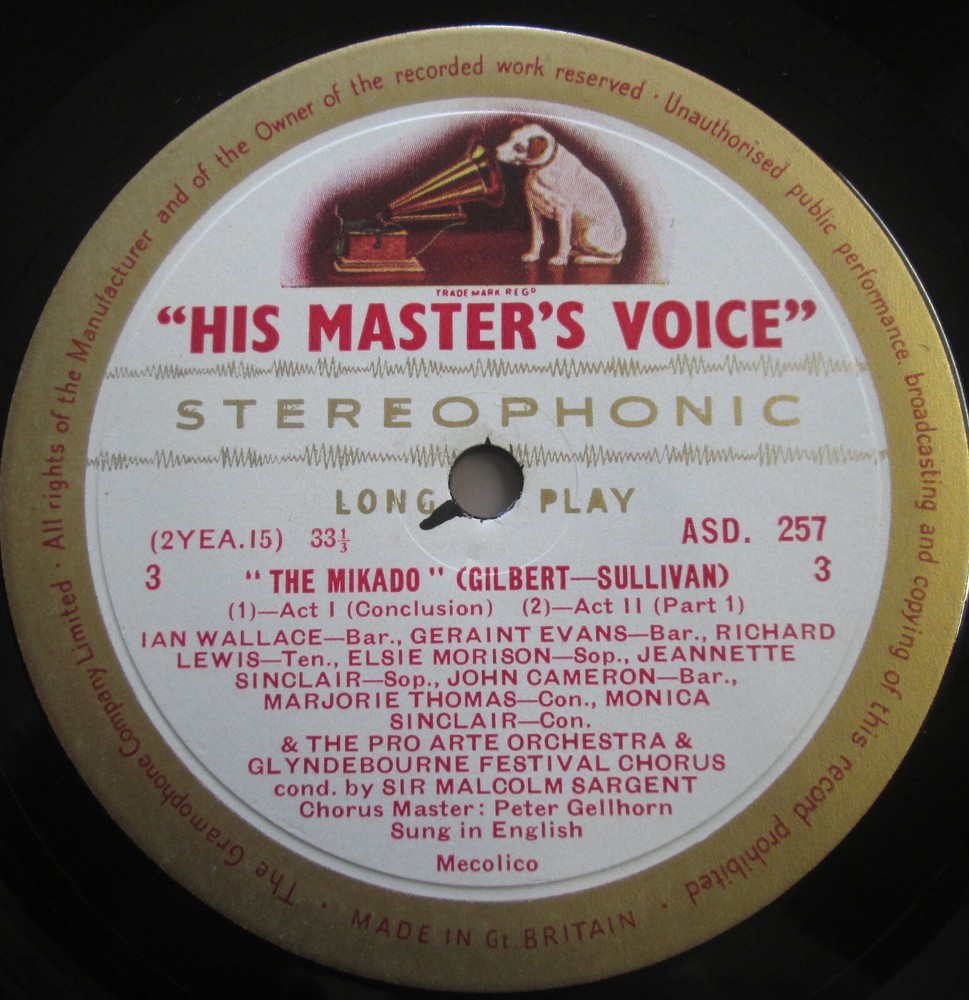 The Gramophone Company Limited · All rights of the Manufacturer and of the Owner of the recorded work reserved · Unauthorised public performance, broadcasting and copying of this record prohibited ·
TRADE MARK REGD
“HIS MASTER'S VOICE”
STEREOPHONIC
LONG PLAY
(2YEA.15) 33⅓ ASD. 257
3 “THE MIKADO” (GILBERT—SULLIVAN) 3
(1)—Act I (Conclusion) (2)—Act II (Part 1)
IAN WALLACE—Bar., GERAINT EVANS—Bar., RICHARD
LEWIS—Ten., ELSIE MORISON—Sop., JEANNETTE
SINCLAIR—Sop., JOHN CAMERON—Bar.,
MARJORIE THOMAS—Con., MONICA
SINCLAIR—Con.
& THE PRO ARTE ORCHESTRA &
GLYNDEBOURNE FESTIVAL CHORUS
cond. by SIR MALCOLM SARGENT
Chorus Master: Peter Gellhorn
Sung in English
Mecolico
MADE IN Gt. BRITAIN